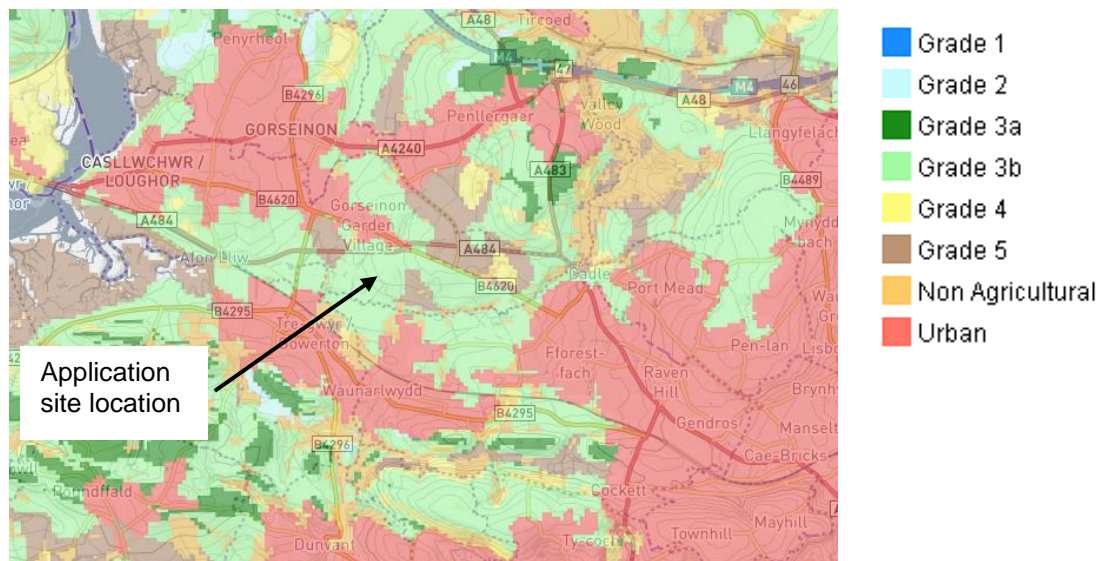 A48
Tircoed
Penyrheol
M4
47
B4296
Penllergaer
Valley
Wood
A48
M4
46
Llangyfelach
GORSEINON
A4240
CASLLWCHWR /
LOUGHOR
A483
B4489
B4620
Gorseinon
Garden
Village
A484
A484
Afon Lliw
Mynydd-
bach
Cadle
B4620
Port Mead
B4295
Tre-gwyr /
Gowerton
Pen-lan
Fforest-
fach
Raven
Hill
Waunarlwydd
B4295
Gendros
B4296
Cae-Bricks
Cockett
Townhill
Mayhill
Dunvant
Ty-coch
Application
site location
Grade 1
Grade 2
Grade 3a
Grade 3b
Grade 4
Grade 5
Non Agricultural
Urban